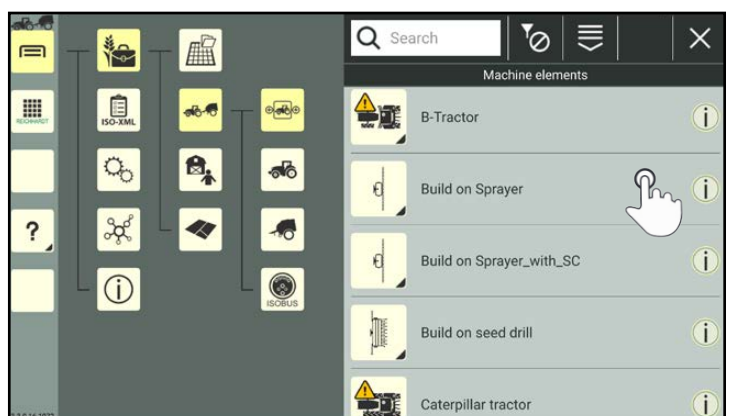 Search
Machine elements
B-Tractor
ISO-XML
REICHHARDT
Build on Sprayer
?
Build on Sprayer_with_SC
ISOBUS
Build on seed drill
Caterpillar tractor